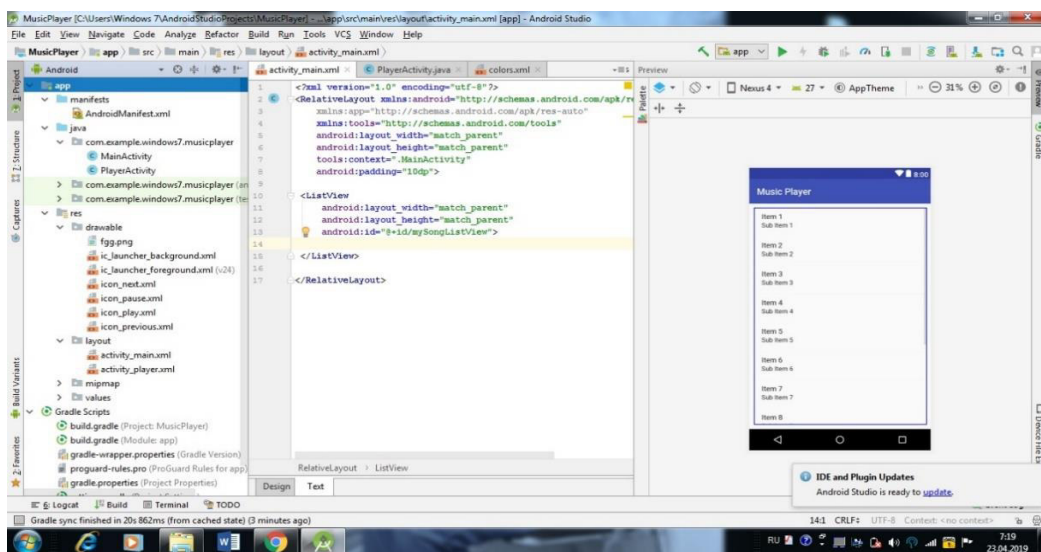 MusicPlayer [C:\Users\Windows 7\AndroidStudioProjects\MusicPlayer] - ...\app\src\main\res\layout\activity_main.xml [app] - Android Studio
File Edit View Navigate Code Analyze Refactor Build Run Tools VCS Window Help
MusicPlayer app src main res layout activity_main.xml
app
Android
activity_main.xml PlayerActivity.java colors.xml
Preview
Nexus 4 27 AppTheme 31%
1: Project
Z: Structure
Captures
Build Variants
2: Favorites
app
manifests
AndroidManifest.xml
java
com.example.windows7.musicplayer
MainActivity
PlayerActivity
com.example.windows7.musicplayer (an
com.example.windows7.musicplayer (te
res
drawable
fgg.png
ic_launcher_background.xml
ic_launcher_foreground.xml (v24)
icon_next.xml
icon_pause.xml
icon_play.xml
icon_previous.xml
layout
activity_main.xml
activity_player.xml
mipmap
values
Gradle Scripts
build.gradle (Project: MusicPlayer)
build.gradle (Module: app)
gradle-wrapper.properties (Gradle Version)
proguard-rules.pro (ProGuard Rules for app)
gradle.properties (Project Properties)
1 <?xml version="1.0" encoding="utf-8"?>
2 <RelativeLayout xmlns:android="http://schemas.android.com/apk/re
3 xmlns:app="http://schemas.android.com/apk/res-auto"
4 xmlns:tools="http://schemas.android.com/tools"
5 android:layout_width="match_parent"
6 android:layout_height="match_parent"
7 tools:context=".MainActivity"
8 android:padding="10dp">
9
10 <ListView
11 android:layout_width="match_parent"
12 android:layout_height="match_parent"
13 android:id="@+id/mySongListView">
14
15 </ListView>
16
17 </RelativeLayout>
RelativeLayout ListView
Design Text
Palette
8:00
Music Player
Item 1
Sub Item 1
Item 2
Sub Item 2
Item 3
Sub Item 3
Item 4
Sub Item 4
Item 5
Sub Item 5
Item 6
Sub Item 6
Item 7
Sub Item 7
Item 8
Preview
Gradle
IDE and Plugin Updates
Android Studio is ready to update.
6: Logcat Build Terminal TODO
Gradle sync finished in 20s 862ms (from cached state) (3 minutes ago)
14:1 CRLF UTF-8 Context: <no context>
RU
7:19
23.04.2019